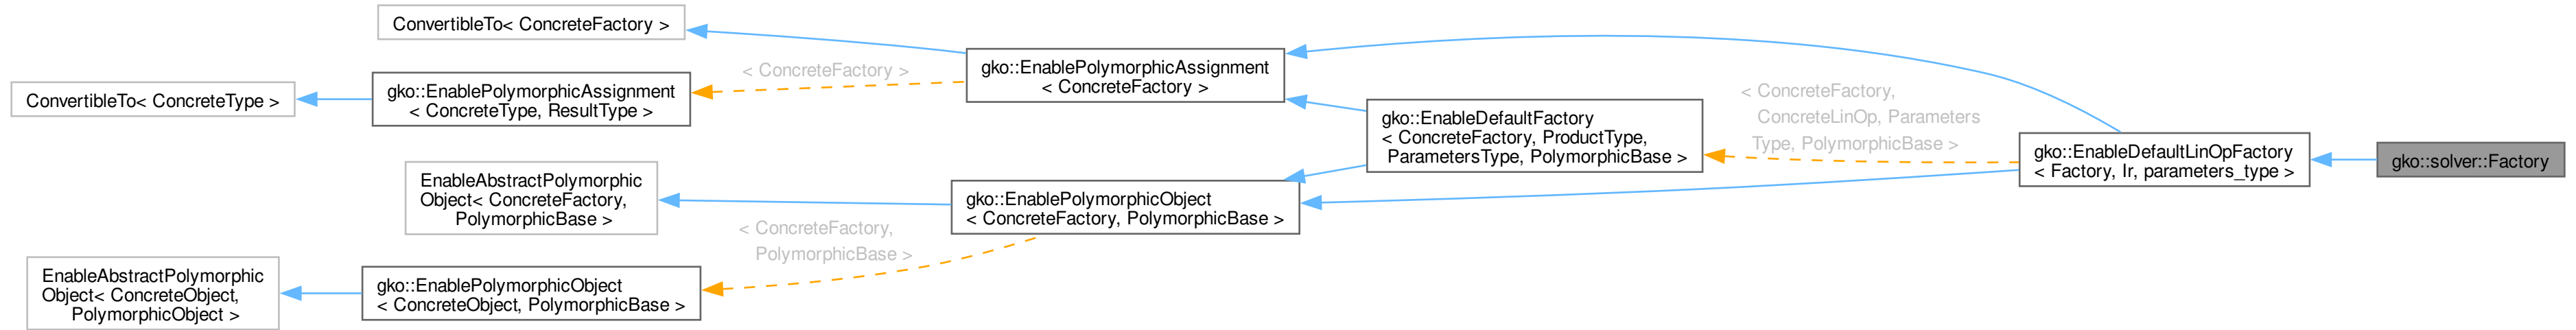 ConvertibleTo< ConcreteFactory >
ConvertibleTo< ConcreteType >
gko::EnablePolymorphicAssignment
< ConcreteType, ResultType >
< ConcreteFactory >
gko::EnablePolymorphicAssignment
< ConcreteFactory >
EnableAbstractPolymorphic
Object< ConcreteFactory,
PolymorphicBase >
gko::EnablePolymorphicObject
< ConcreteFactory, PolymorphicBase >
EnableAbstractPolymorphic
Object< ConcreteObject,
PolymorphicObject >
gko::EnablePolymorphicObject
< ConcreteObject, PolymorphicBase >
< ConcreteFactory,
PolymorphicBase >
gko::EnableDefaultFactory
< ConcreteFactory, ProductType,
ParametersType, PolymorphicBase >
< ConcreteFactory,
ConcreteLinOp, Parameters
Type, PolymorphicBase >
gko::EnableDefaultLinOpFactory
< Factory, Ir, parameters_type >
gko::solver::Factory